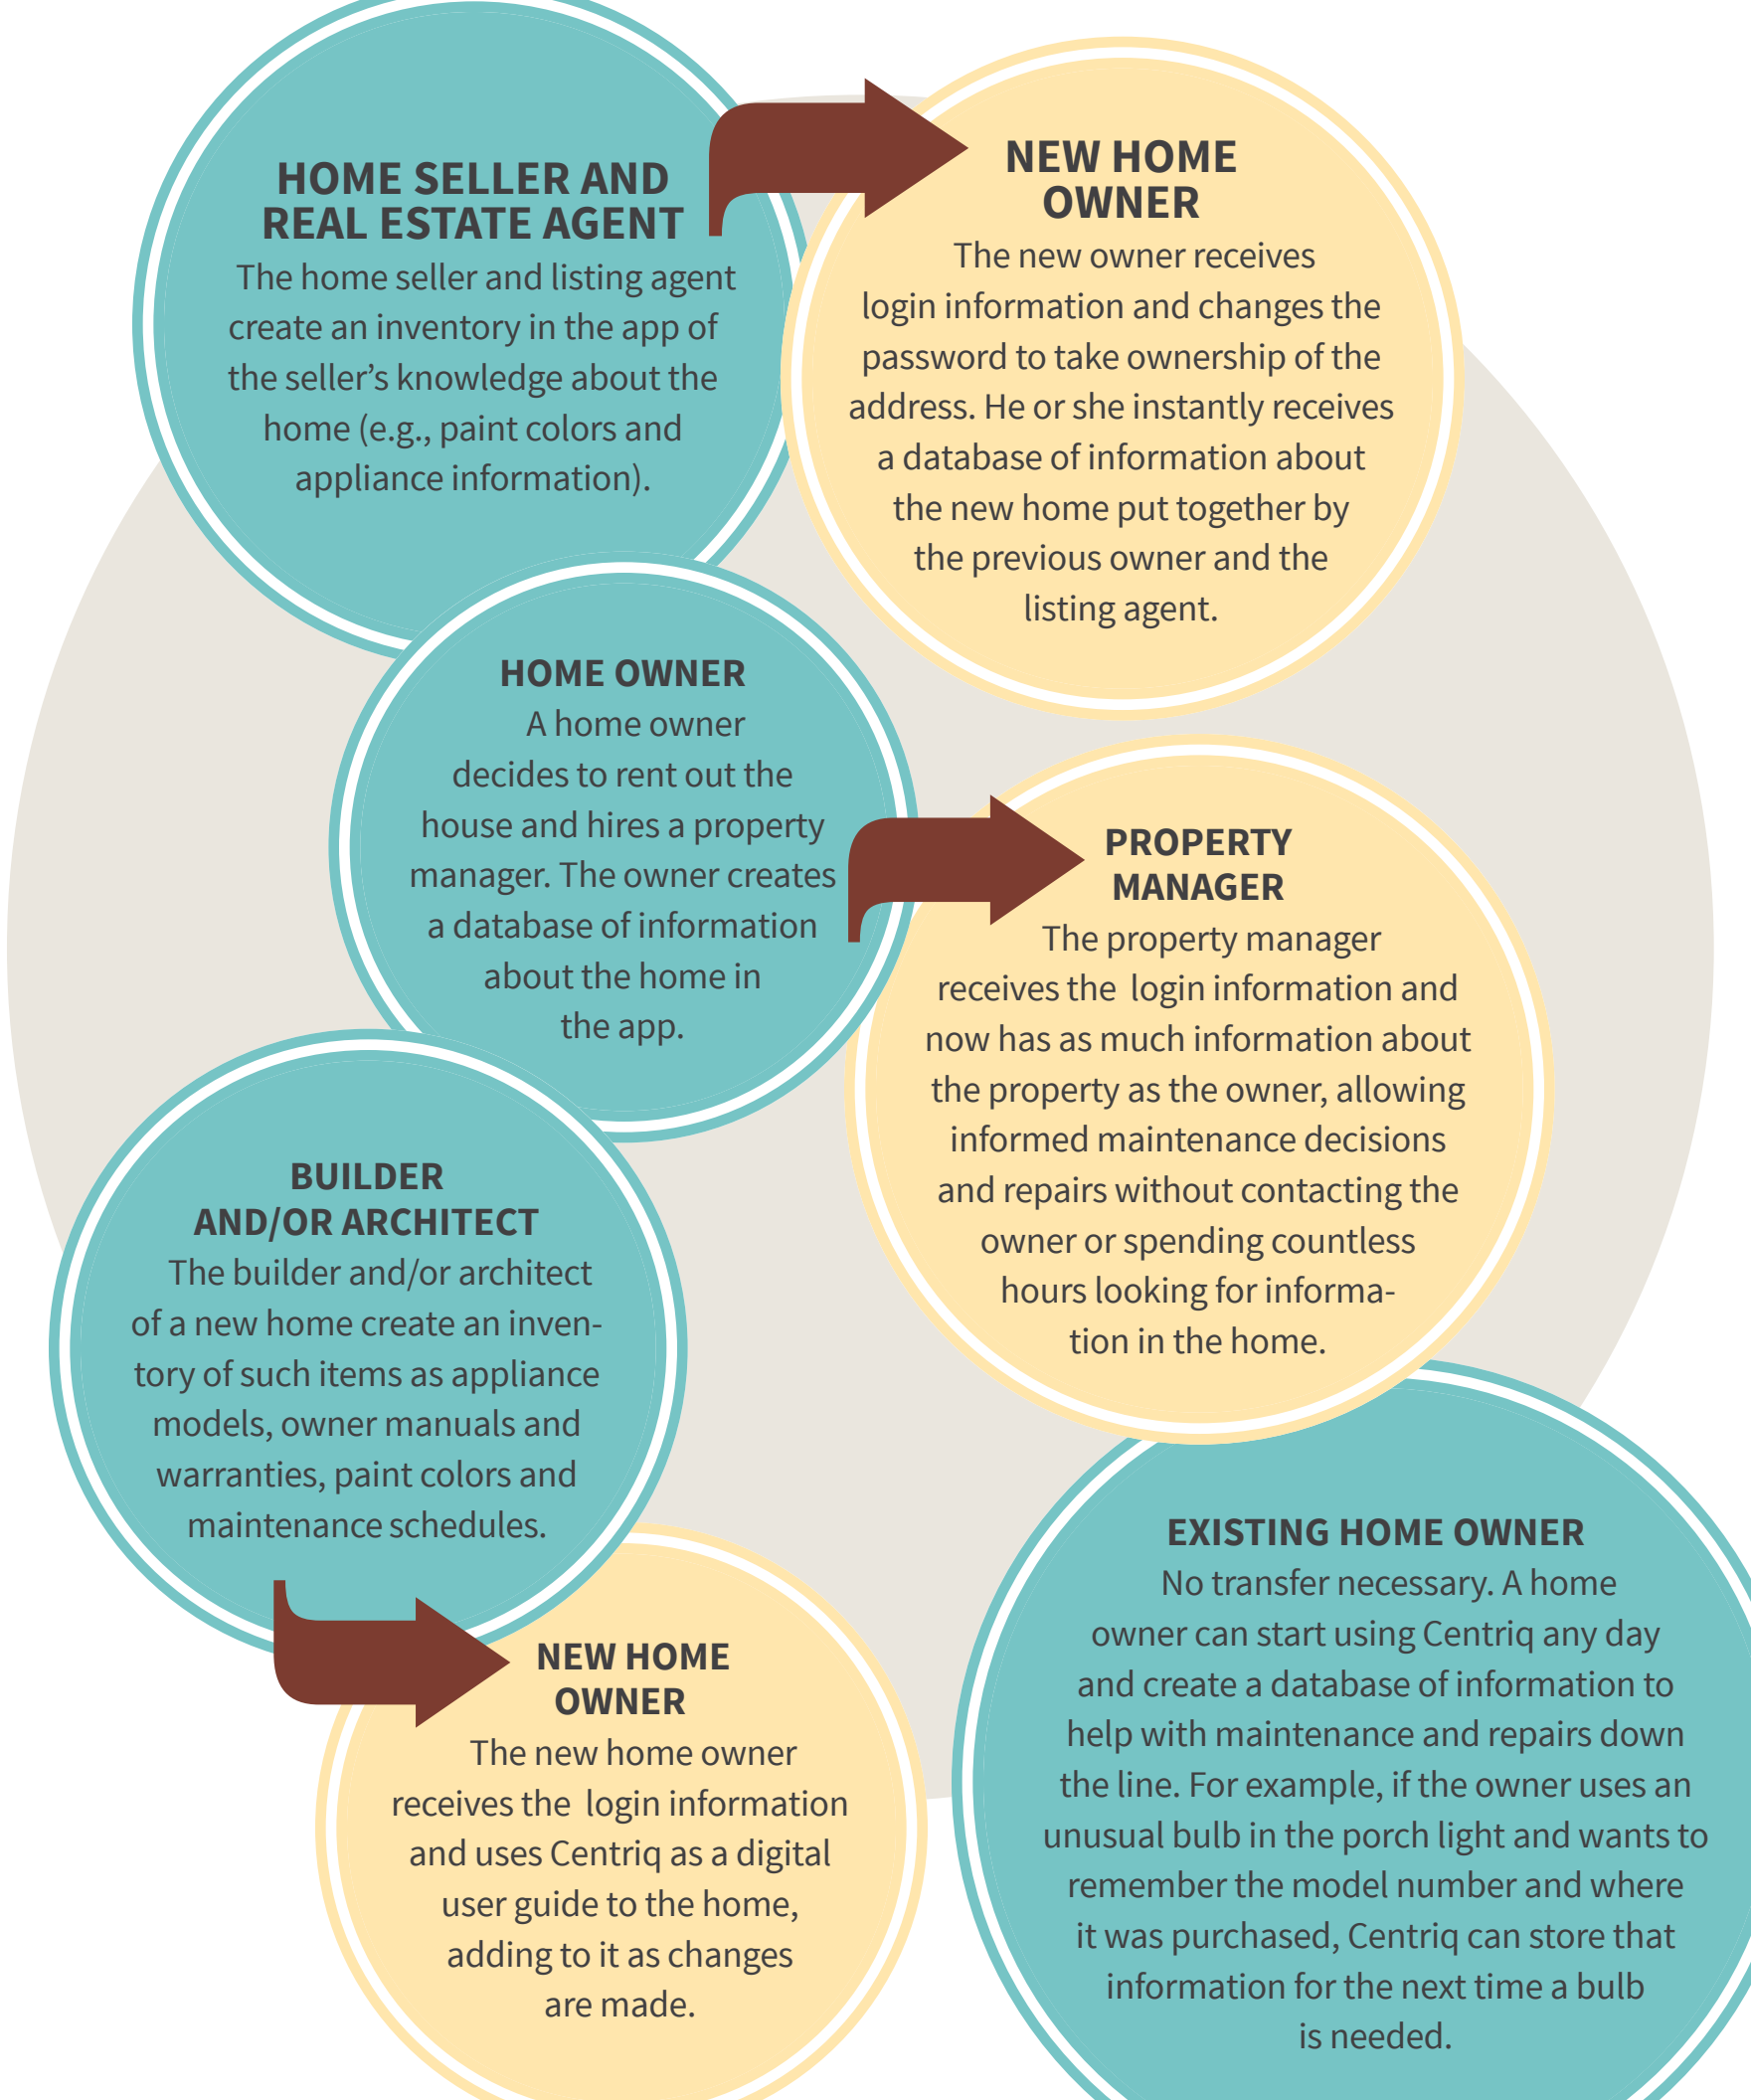 HOME SELLER AND
REAL ESTATE AGENT
The home seller and listing agent
create an inventory in the app of
the seller’s knowledge about the
home (e.g., paint colors and
appliance information).
NEW HOME
OWNER
The new owner receives
login information and changes the
password to take ownership of the
address. He or she instantly receives
a database of information about
the new home put together by
the previous owner and the
listing agent.
HOME OWNER
A home owner
decides to rent out the
house and hires a property
manager. The owner creates
a database of information
about the home in
the app.
PROPERTY
MANAGER
The property manager
receives the login information and
now has as much information about
the property as the owner, allowing
informed maintenance decisions
and repairs without contacting the
owner or spending countless
hours looking for informa-
tion in the home.
BUILDER
AND/OR ARCHITECT
The builder and/or architect
of a new home create an inven-
tory of such items as appliance
models, owner manuals and
warranties, paint colors and
maintenance schedules.
NEW HOME
OWNER
The new home owner
receives the login information
and uses Centriq as a digital
user guide to the home,
adding to it as changes
are made.
EXISTING HOME OWNER
No transfer necessary. A home
owner can start using Centriq any day
and create a database of information to
help with maintenance and repairs down
the line. For example, if the owner uses an
unusual bulb in the porch light and wants to
remember the model number and where
it was purchased, Centriq can store that
information for the next time a bulb
is needed.